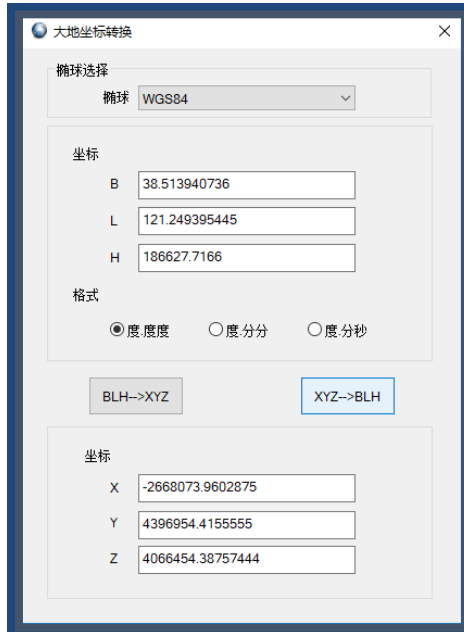 大地坐标转换
椭球选择
椭球 WGS84
坐标
B 38.513940736
L 121.249395445
H 186627.7166
格式
度.度度 度.分分 度.分秒
BLH-->XYZ XYZ-->BLH
坐标
X -2668073.9602875
Y 4396954.4155555
Z 4066454.38757444